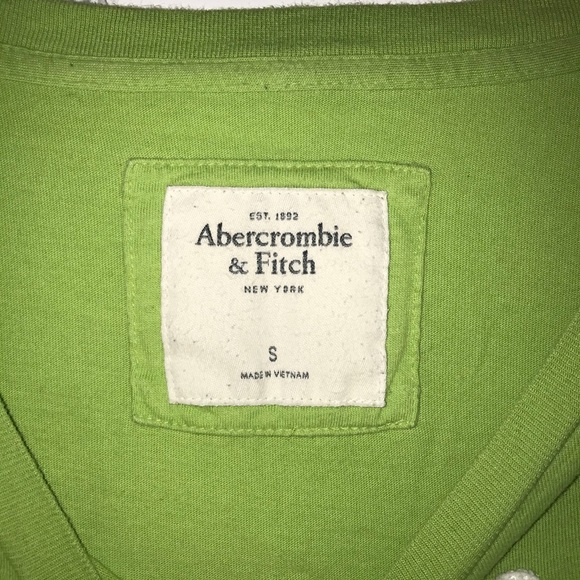 EST. 1892
Abercrombie
& Fitch
NEW YORK
S
MADE IN VIETNAM